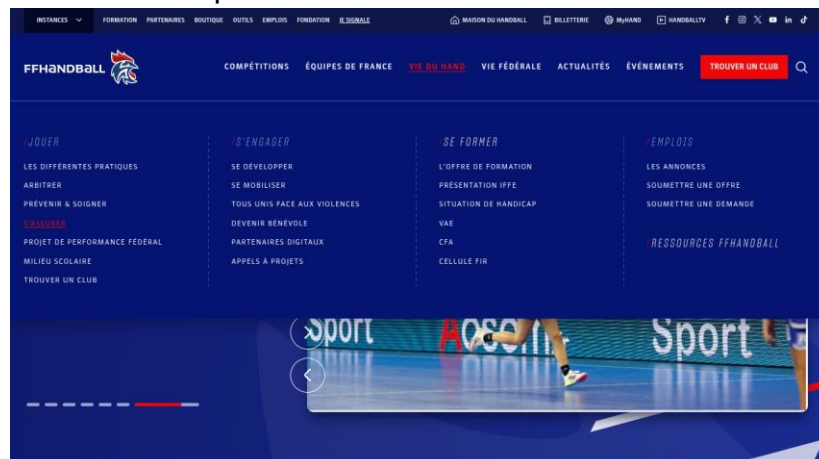 INSTANCES FORMATION PARTENAIRES BOUTIQUE OUTILS EMPLOIS FONDATION JE SIGNALE MAISON DU HANDBALL BILLETTERIE MyHAND HANDBALLTV
FFHANDBALL COMPÉTITIONS ÉQUIPES DE FRANCE VIE DU HAND VIE FÉDÉRALE ACTUALITÉS ÉVÉNEMENTS TROUVER UN CLUB
/JOUER
LES DIFFÉRENTES PRATIQUES
ARBITRER
PRÉVENIR & SOIGNER
S'ASSURER
PROJET DE PERFORMANCE FÉDÉRAL
MILIEU SCOLAIRE
TROUVER UN CLUB
/S'ENGAGER
SE DÉVELOPPER
SE MOBILISER
TOUS UNIS FACE AUX VIOLENCES
DEVENIR BÉNÉVOLE
PARTENAIRES DIGITAUX
APPELS À PROJETS
/SE FORMER
L'OFFRE DE FORMATION
PRÉSENTATION IFFE
SITUATION DE HANDICAP
VAE
CFA
CELLULE FIR
/EMPLOIS
LES ANNONCES
SOUMETTRE UNE OFFRE
SOUMETTRE UNE DEMANDE
/RESSOURCES FFHANDBALL
Sport Sport